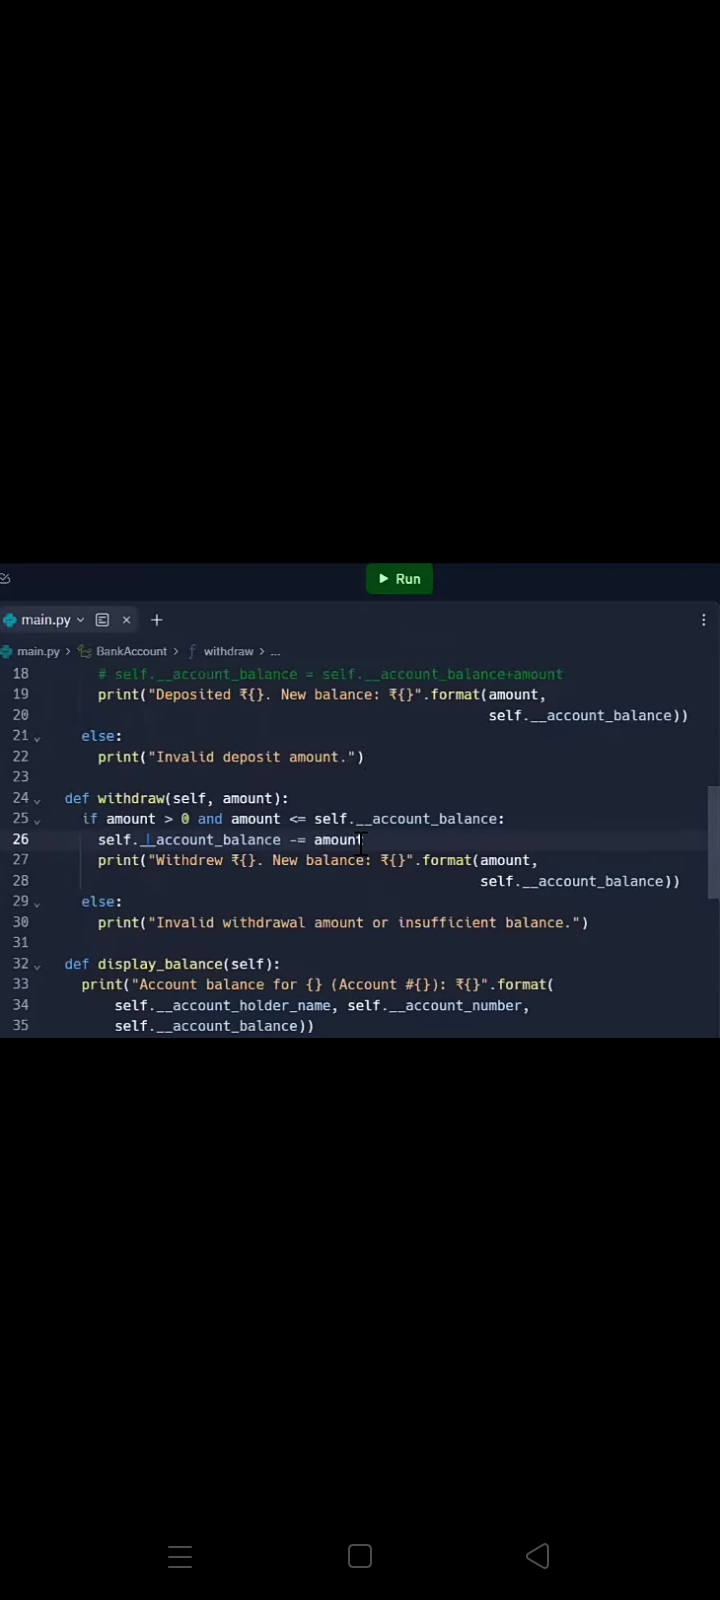 Run
main.py
main.py > BankAccount > f withdraw > ...
18 # self.__account_balance = self.__account_balance+amount
19 print("Deposited ₹{}. New balance: ₹{}".format(amount,
20 self.__account_balance))
21 else:
22 print("Invalid deposit amount.")
23
24 def withdraw(self, amount):
25 if amount > 0 and amount <= self.__account_balance:
26 self.__account_balance -= amount
27 print("Withdrew ₹{}. New balance: ₹{}".format(amount,
28 self.__account_balance))
29 else:
30 print("Invalid withdrawal amount or insufficient balance.")
31
32 def display_balance(self):
33 print("Account balance for {} (Account #{}): ₹{}".format(
34 self.__account_holder_name, self.__account_number,
35 self.__account_balance))